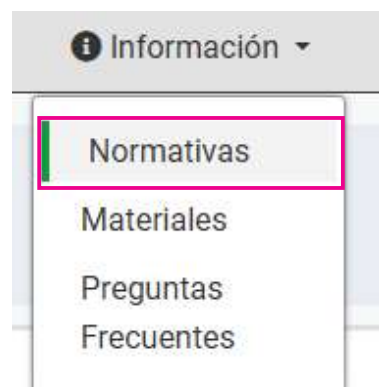 Información
Normativas
Materiales
Preguntas
Frecuentes